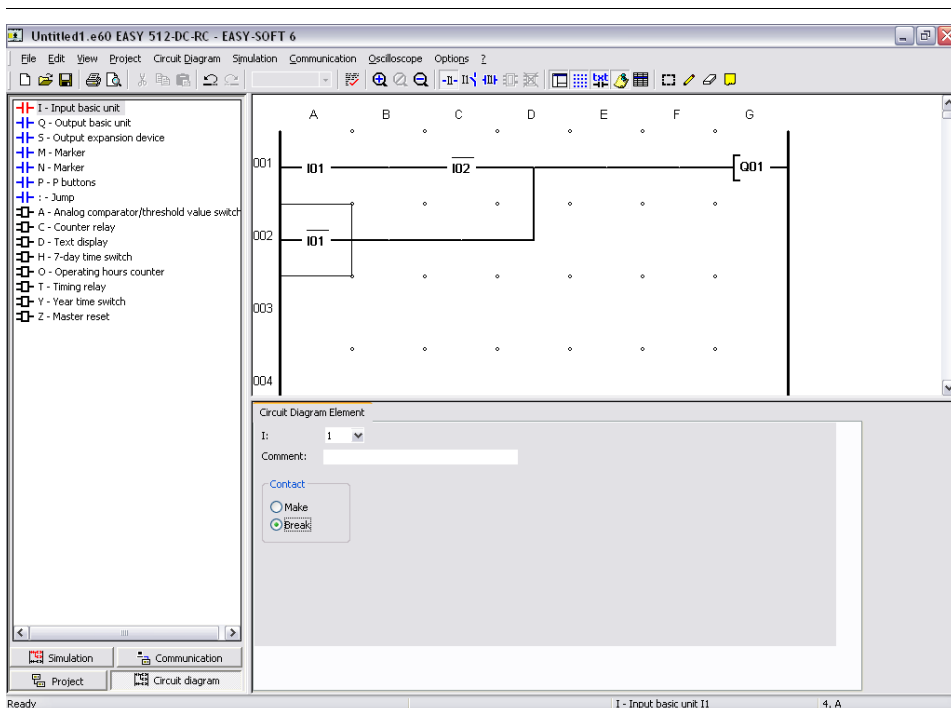 Untitled1.e60 EASY 512-DC-RC - EASY-SOFT 6
File Edit View Project Circuit Diagram Simulation Communication Oscilloscope Options ?
I - Input basic unit
Q - Output basic unit
S - Output expansion device
M - Marker
N - Marker
P - P buttons
: - Jump
A - Analog comparator/threshold value switch
C - Counter relay
D - Text display
H - 7-day time switch
O - Operating hours counter
T - Timing relay
Y - Year time switch
Z - Master reset
A B C D E F G
001 I01 I02 Q01
002 I01
003
004
Circuit Diagram Element
I: 1
Comment:
Contact
Make
Break
Simulation Communication
Project Circuit diagram
Ready I - Input basic unit I1 4, A